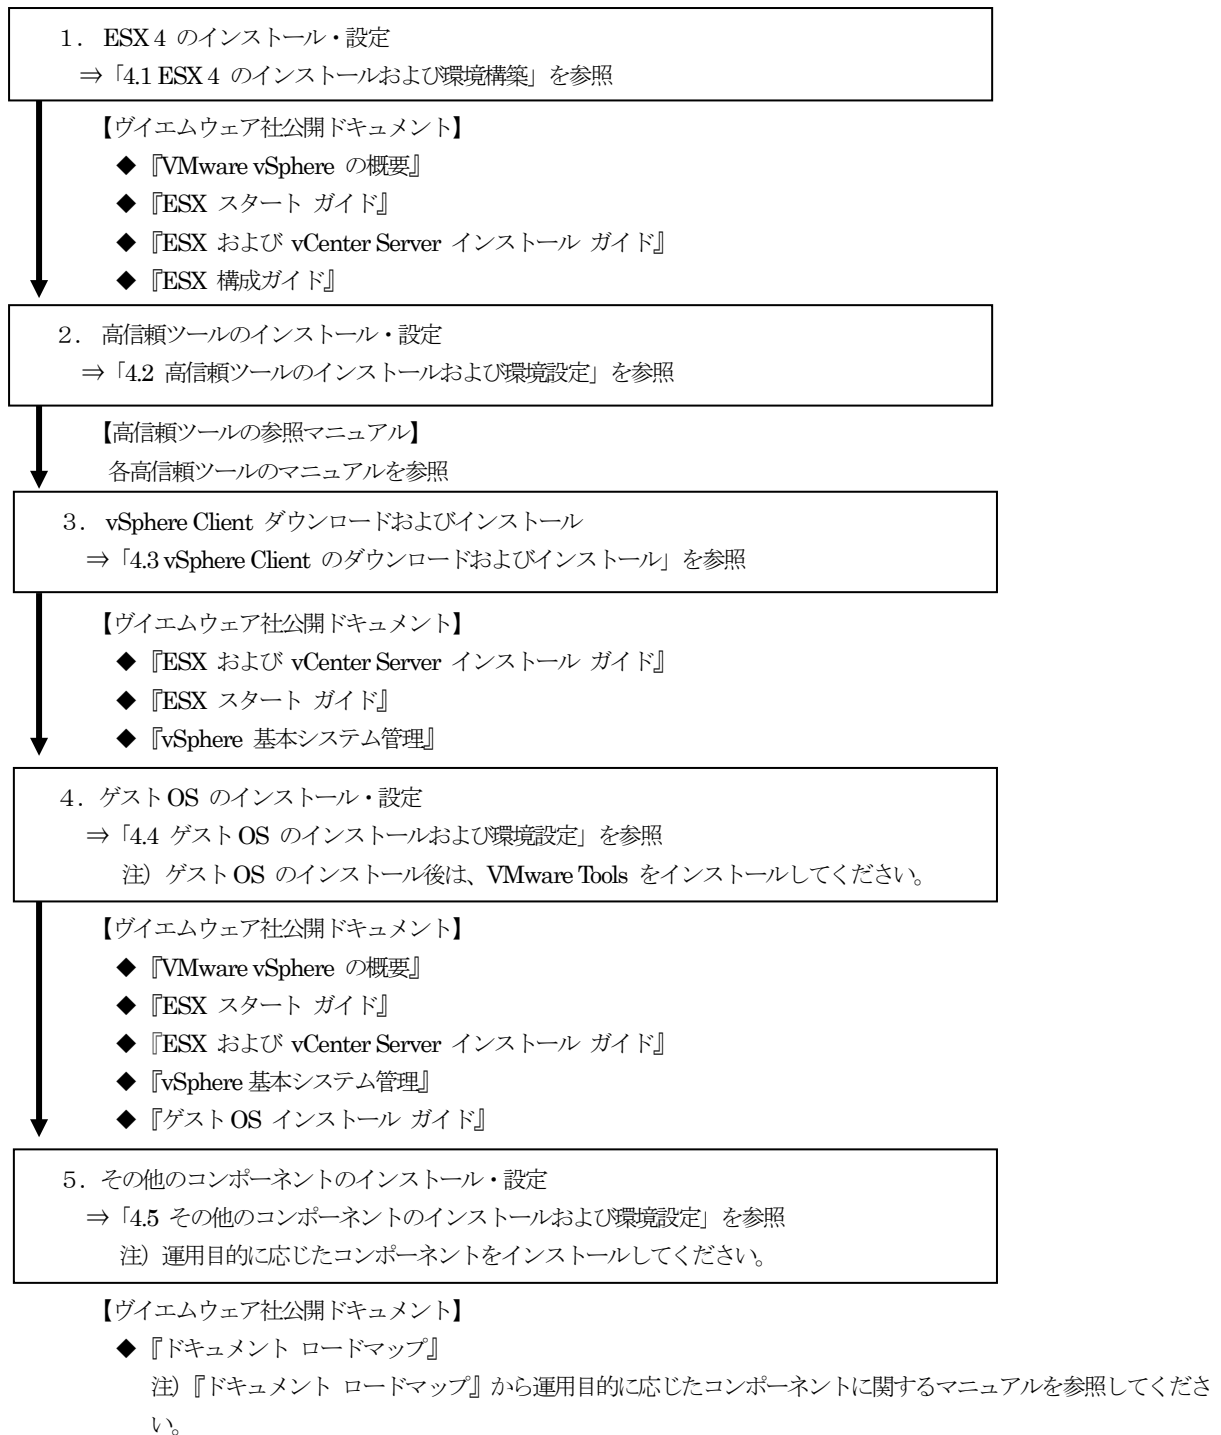 １． ESX 4 のインストール・設定
⇒「4.1 ESX 4 のインストールおよび環境構築」を参照
【ヴイエムウェア社公開ドキュメント】
◆『VMware vSphere の概要』
◆『ESX スタート ガイド』
◆『ESX および vCenter Server インストール ガイド』
◆『ESX 構成ガイド』
２． 高信頼ツールのインストール・設定
⇒「4.2 高信頼ツールのインストールおよび環境設定」を参照
【高信頼ツールの参照マニュアル】
各高信頼ツールのマニュアルを参照
３． vSphere Client ダウンロードおよびインストール
⇒「4.3 vSphere Client のダウンロードおよびインストール」を参照
【ヴイエムウェア社公開ドキュメント】
◆『ESX および vCenter Server インストール ガイド』
◆『ESX スタート ガイド』
◆『vSphere 基本システム管理』
４．ゲスト OS のインストール・設定
⇒「4.4 ゲスト OS のインストールおよび環境設定」を参照
注）ゲスト OS のインストール後は、VMware Tools をインストールしてください。
【ヴイエムウェア社公開ドキュメント】
◆『VMware vSphere の概要』
◆『ESX スタート ガイド』
◆『ESX および vCenter Server インストール ガイド』
◆『vSphere 基本システム管理』
◆『ゲスト OS インストール ガイド』
５．その他のコンポーネントのインストール・設定
⇒「4.5 その他のコンポーネントのインストールおよび環境設定」を参照
注）運用目的に応じたコンポーネントをインストールしてください。
【ヴイエムウェア社公開ドキュメント】
◆『ドキュメント ロードマップ』
注）『ドキュメント ロードマップ』から運用目的に応じたコンポーネントに関するマニュアルを参照してくださ
い。